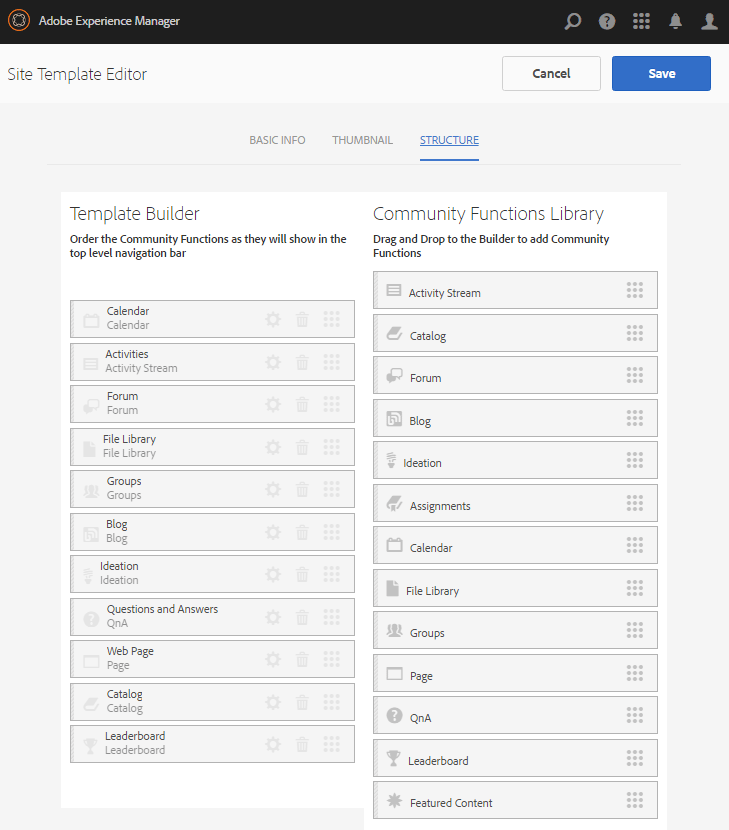 Adobe Experience Manager
Site Template Editor
Cancel
Save
BASIC INFO
THUMBNAIL
STRUCTURE
Template Builder
Order the Community Functions as they will show in the
top level navigation bar
Calendar
Calendar
Activities
Activity Stream
Forum
Forum
File Library
File Library
Groups
Groups
Blog
Blog
Ideation
Ideation
Questions and Answers
QnA
Web Page
Page
Catalog
Catalog
Leaderboard
Leaderboard
Community Functions Library
Drag and Drop to the Builder to add Community
Functions
Activity Stream
Catalog
Forum
Blog
Ideation
Assignments
Calendar
File Library
Groups
Page
QnA
Leaderboard
Featured Content